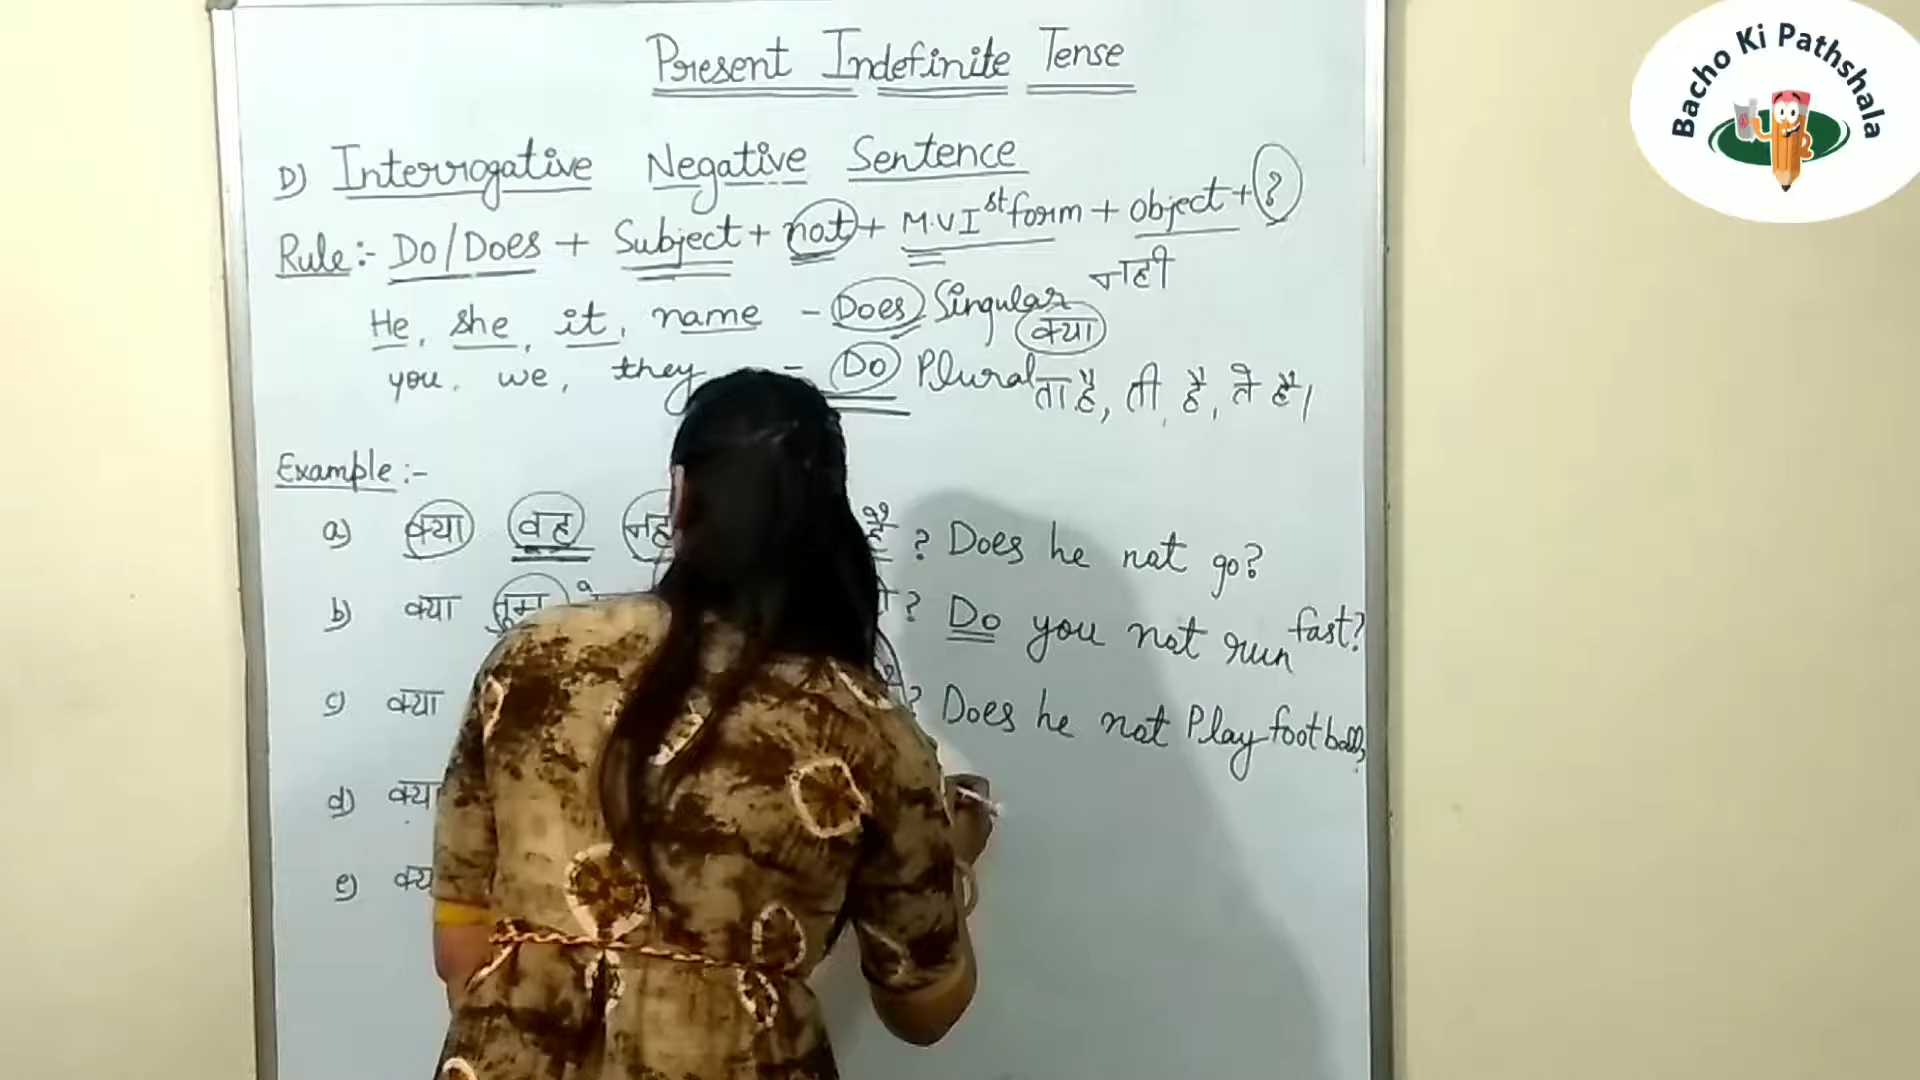 Bacho Ki Pathshala
Present Indefinite Tense
D) Interrogative Negative Sentence
Rule:- Do/Does + Subject + not + M.V Ist form + object + ?
नही
He, she, it, name - Does Singular
क्या
you, we, they - Do Plural
ता है, ती है, ते है।
Example:-
a) क्या वह ? Does he not go?
b) क्या तुम ? Do you not run fast?
c) क्या ? Does he not Play football?
d) क्या
e)